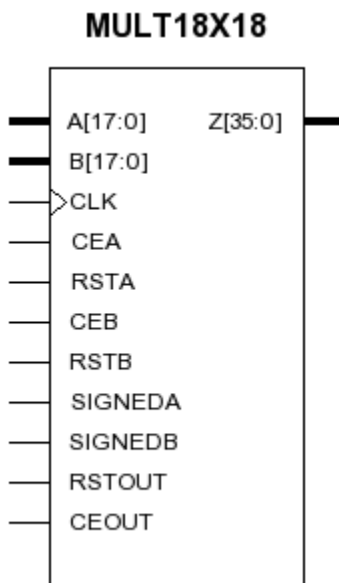 MULT18X18
A[17:0] Z[35:0]
B[17:0]
CLK
CEA
RSTA
CEB
RSTB
SIGNEDA
SIGNEDB
RSTOUT
CEOUT